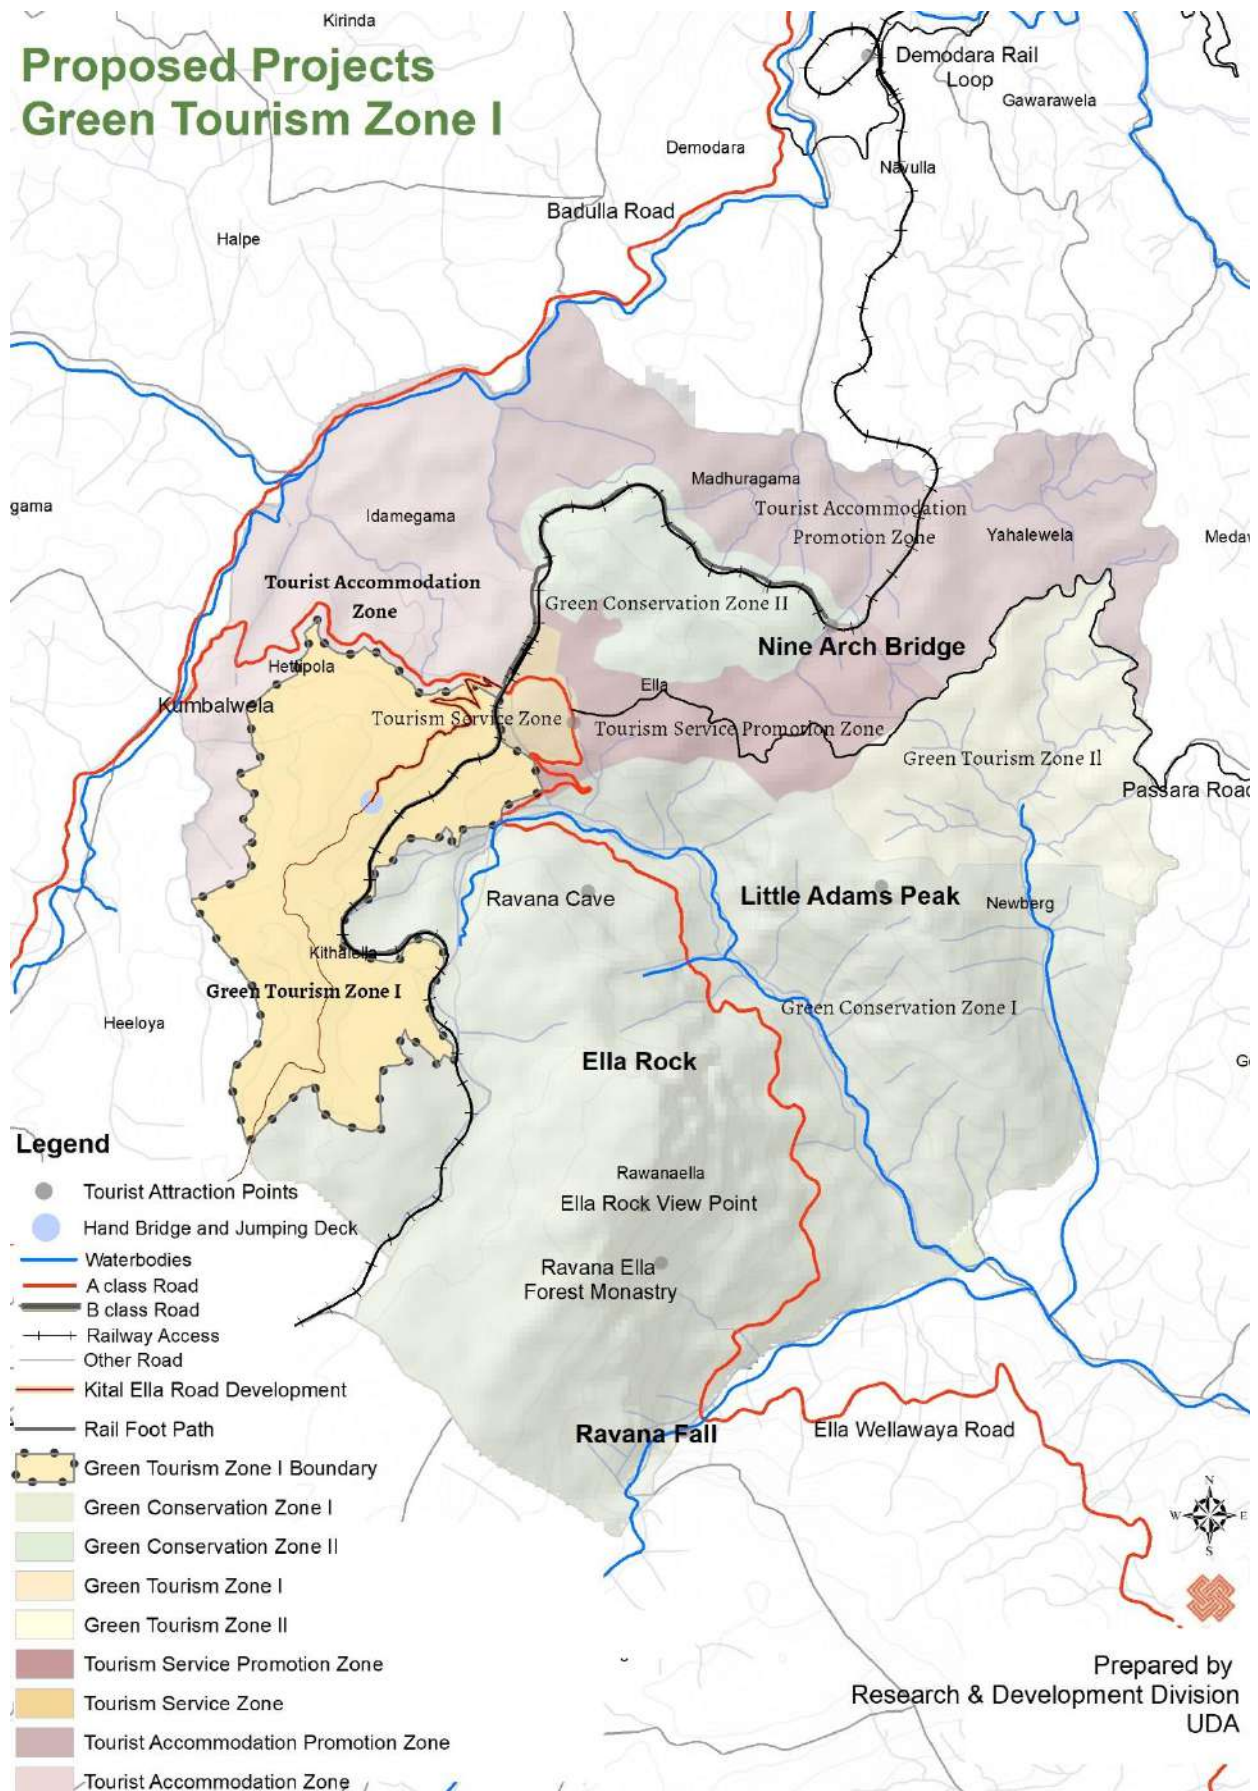 Proposed Projects
Green Tourism Zone I
Kirinda
Demodara Rail
Loop
Gawarawela
Demodara
Navulla
Badulla Road
Halpe
gama
Madhuragama
Tourist Accommodation
Promotion Zone
Idamegama
Yahalewela
Tourist Accommodation
Zone
Green Conservation Zone II
Nine Arch Bridge
Hettipola
Ella
Kumbalwela
Tourism Service Zone
Tourism Service Promotion Zone
Green Tourism Zone II
Passara Road
Ravana Cave
Little Adams Peak
Newberg
Kithalella
Green Tourism Zone I
Green Conservation Zone I
Heeloya
Ella Rock
Rawanaella
Ella Rock View Point
Ravana Ella
Forest Monastry
Ravana Fall
Ella Wellawaya Road
Legend
Tourist Attraction Points
Hand Bridge and Jumping Deck
Waterbodies
A class Road
B class Road
Railway Access
Other Road
Kital Ella Road Development
Rail Foot Path
Green Tourism Zone I Boundary
Green Conservation Zone I
Green Conservation Zone II
Green Tourism Zone I
Green Tourism Zone II
Tourism Service Promotion Zone
Tourism Service Zone
Tourist Accommodation Promotion Zone
Tourist Accommodation Zone
N
W
E
S
Prepared by
Research & Development Division
UDA